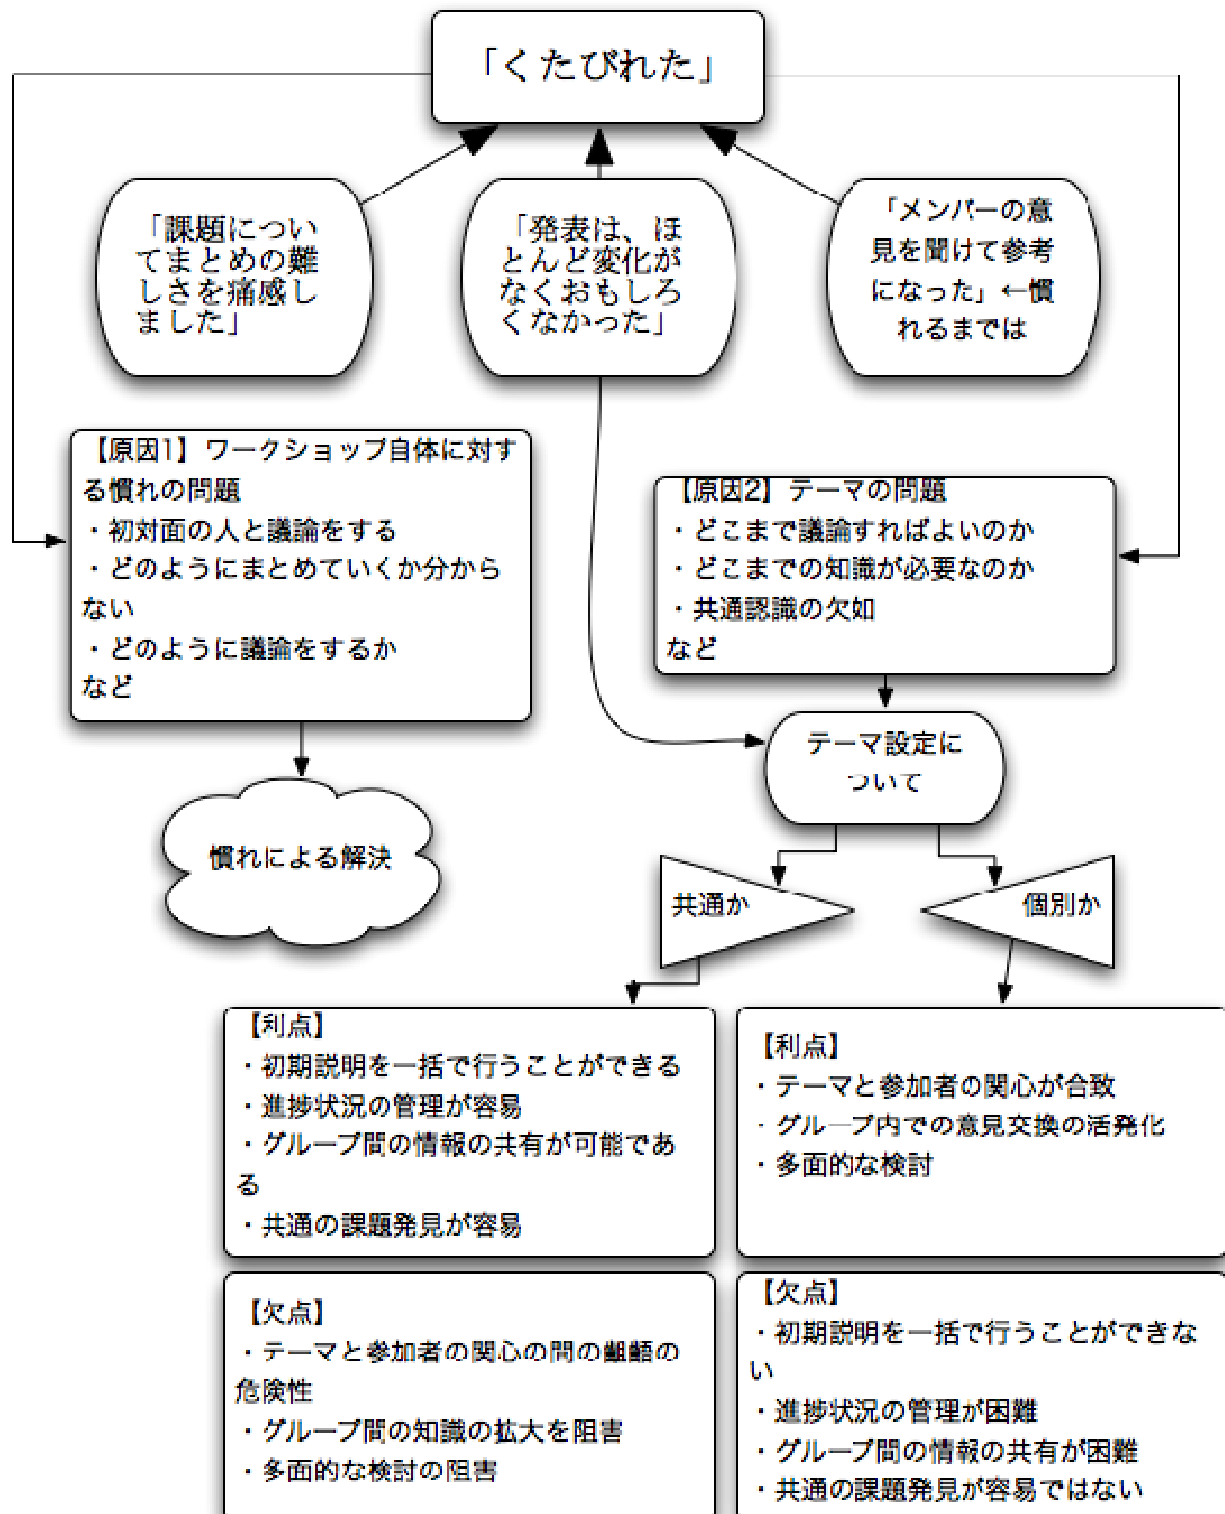 「くたびれた」
「課題につい
てまとめの難
しさを痛感し
ました」
「発表は、ほ
とんど変化が
なくおもしろ
くなかった」
「メンバーの意
見を聞けて参考
になった」←慣
れるまでは
【原因1】ワークショップ自体に対す
る慣れの問題
・初対面の人と議論をする
・どのようにまとめていくか分から
ない
・どのように議論をするか
など
【原因2】テーマの問題
・どこまで議論すればよいのか
・どこまでの知識が必要なのか
・共通認識の欠如
など
慣れによる解決
テーマ設定に
ついて
共通か
個別か
【利点】
・初期説明を一括で行うことができる
・進捗状況の管理が容易
・グループ間の情報の共有が可能であ
る
・共通の課題発見が容易
【利点】
・テーマと参加者の関心が合致
・グループ内での意見交換の活発化
・多面的な検討
【欠点】
・テーマと参加者の関心の間の齟齬の
危険性
・グループ間の知識の拡大を阻害
・多面的な検討の阻害
【欠点】
・初期説明を一括で行うことができな
い
・進捗状況の管理が困難
・グループ間の情報の共有が困難
・共通の課題発見が容易ではない